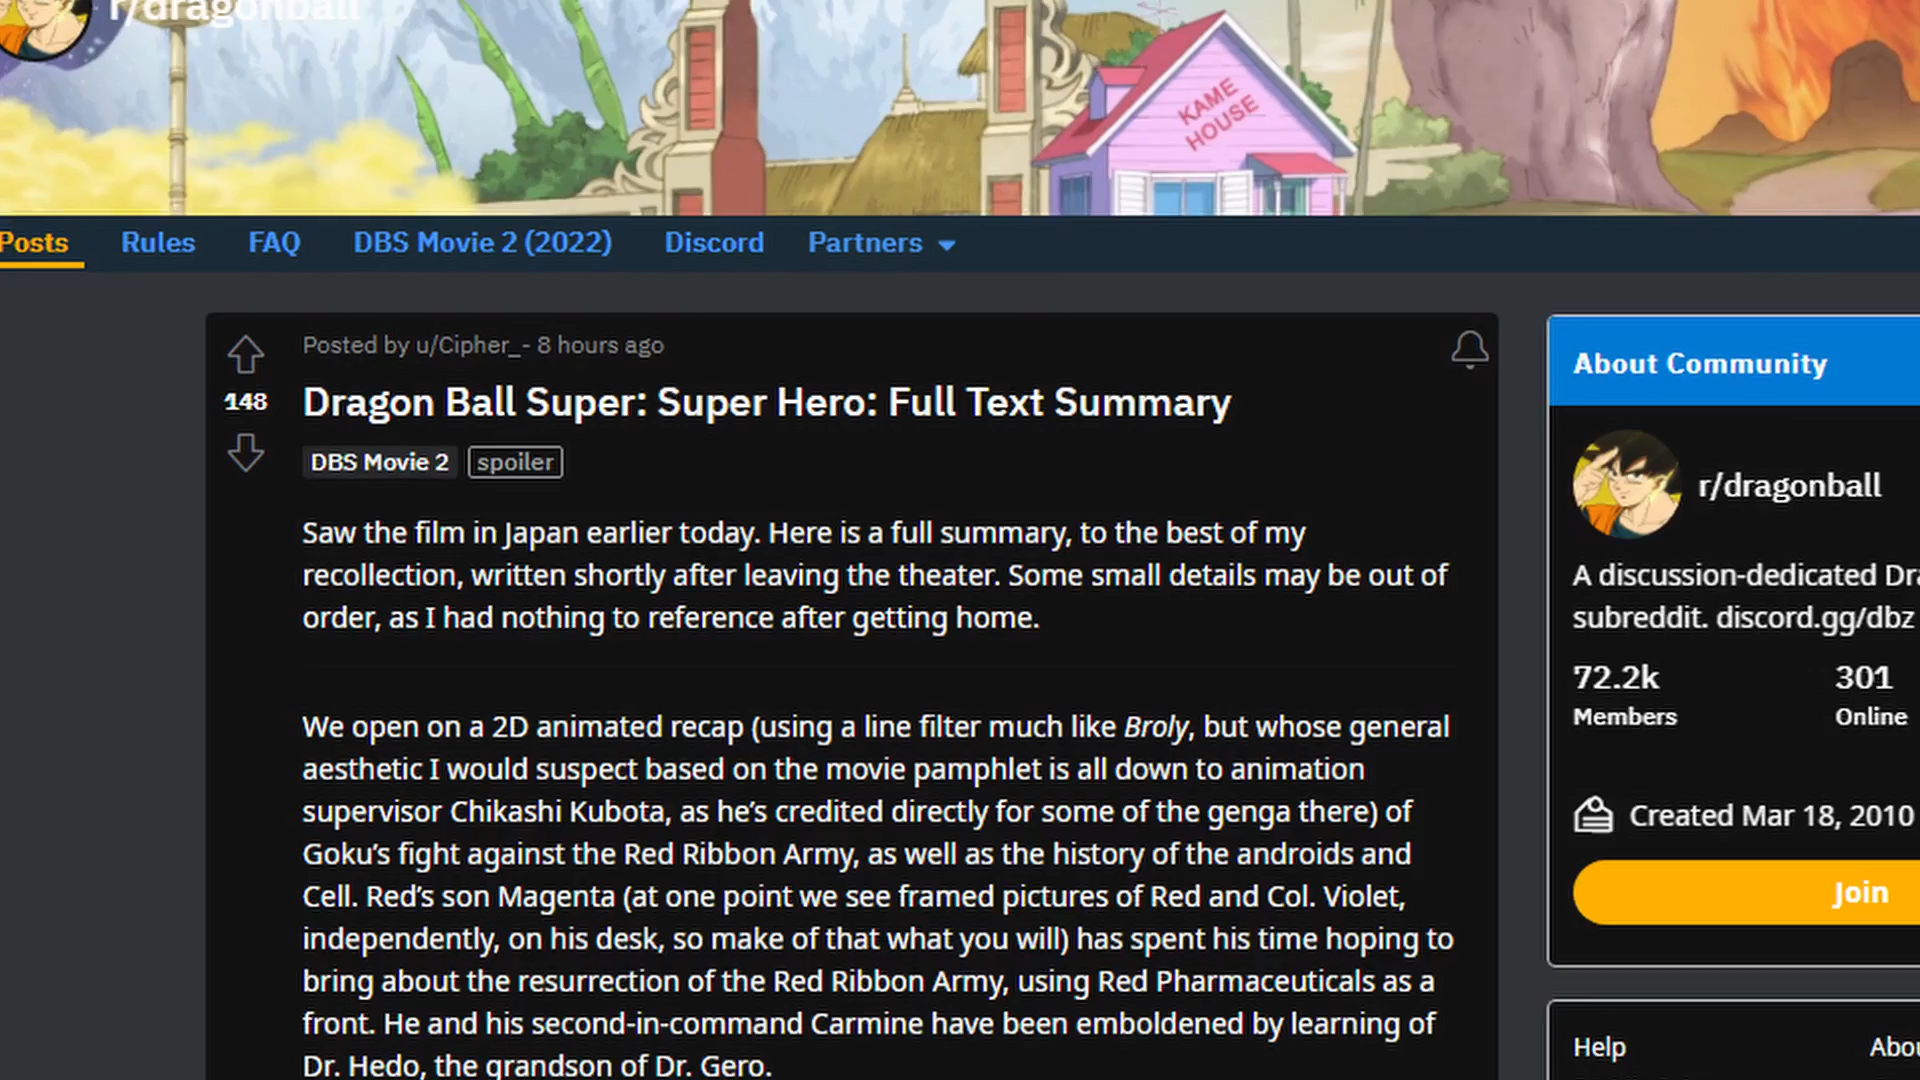 r/dragonball
KAME
HOUSE
Posts Rules FAQ DBS Movie 2 (2022) Discord Partners
Posted by u/Cipher_- 8 hours ago
148
Dragon Ball Super: Super Hero: Full Text Summary
DBS Movie 2 spoiler
Saw the film in Japan earlier today. Here is a full summary, to the best of my
recollection, written shortly after leaving the theater. Some small details may be out of
order, as I had nothing to reference after getting home.
We open on a 2D animated recap (using a line filter much like Broly, but whose general
aesthetic I would suspect based on the movie pamphlet is all down to animation
supervisor Chikashi Kubota, as he’s credited directly for some of the genga there) of
Goku’s fight against the Red Ribbon Army, as well as the history of the androids and
Cell. Red’s son Magenta (at one point we see framed pictures of Red and Col. Violet,
independently, on his desk, so make of that what you will) has spent his time hoping to
bring about the resurrection of the Red Ribbon Army, using Red Pharmaceuticals as a
front. He and his second-in-command Carmine have been emboldened by learning of
Dr. Hedo, the grandson of Dr. Gero.
About Community
r/dragonball
A discussion-dedicated Dra
subreddit. discord.gg/dbz
72.2k 301
Members Online
Created Mar 18, 2010
Join
Help Abou